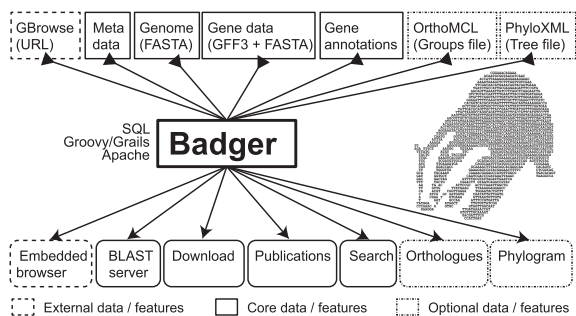 GBrowse (URL)
Meta data
Genome (FASTA)
Gene data (GFF3 + FASTA)
Gene annotations
OrthoMCL (Groups file)
PhyloXML (Tree file)
SQL
Groovy/Grails
Apache
Badger
Embedded browser
BLAST server
Download
Publications
Search
Orthologues
Phylogram
External data / features
Core data / features
Optional data / features